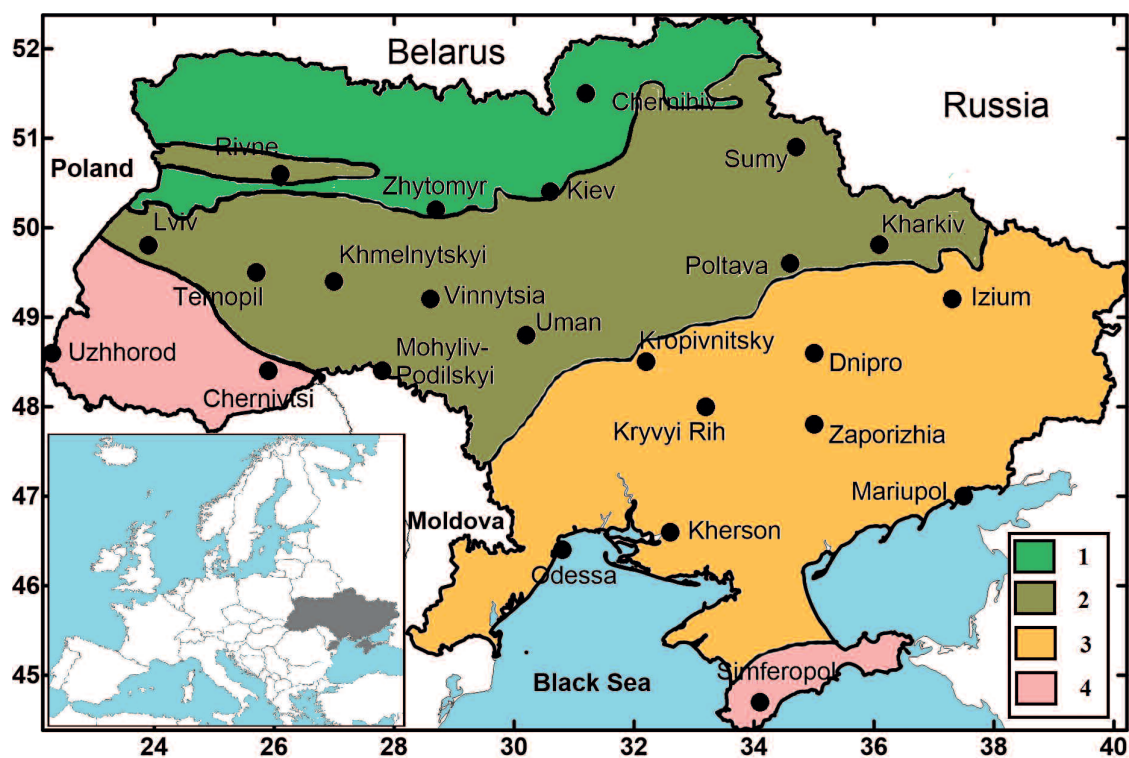 52
51
50
49
48
47
46
45
Belarus
Russia
Poland
Chernihiv
Rivne
Sumy
Zhytomyr
Kiev
Lviv
Kharkiv
Khmelnytskyi
Poltava
Ternopil
Vinnytsia
Izium
Uman
Kropivnitsky
Uzhhorod
Mohyliv-
Podilskyi
Dnipro
Chernivtsi
Kryvyi Rih
Zaporizhia
Mariupol
Moldova
Kherson
Odessa
Simferopol
Black Sea
1
2
3
4
24
26
28
30
32
34
36
38
40